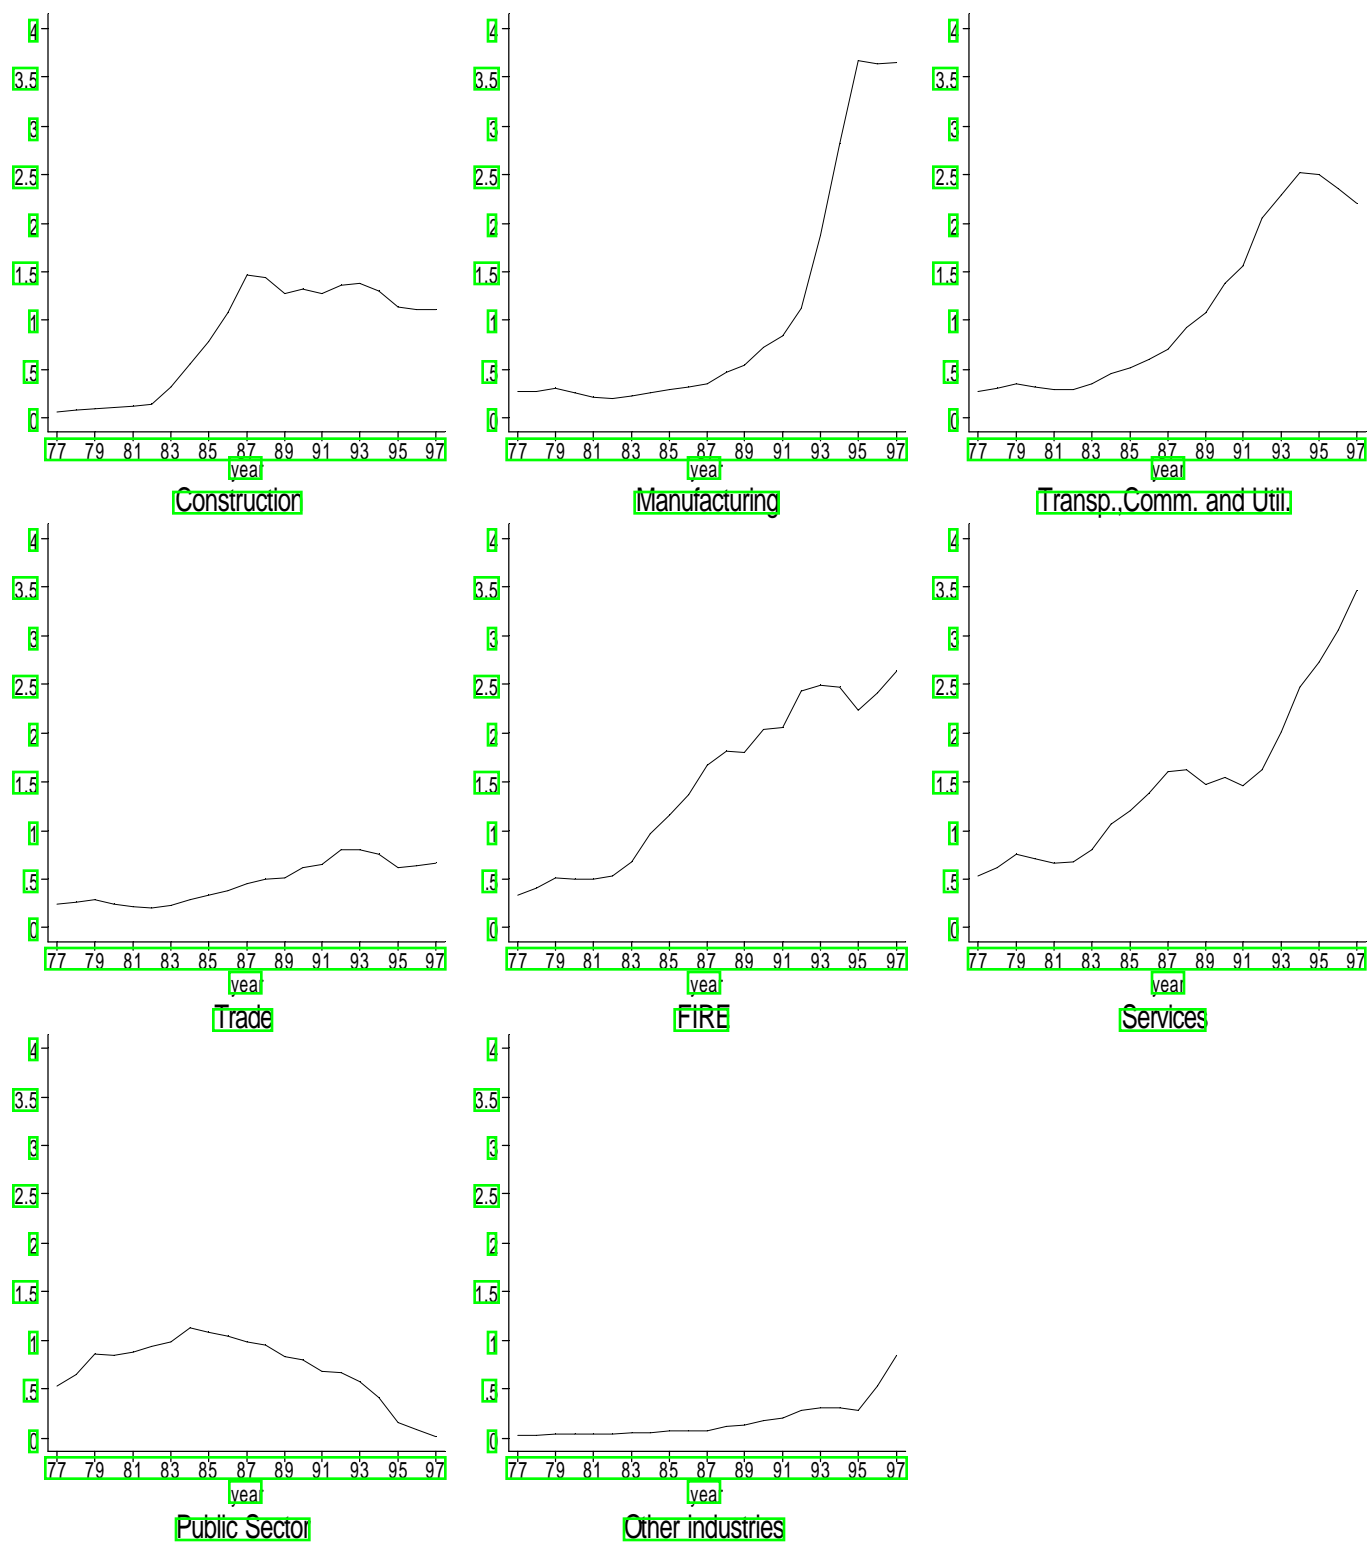 4 4 4
3.5 3.5 3.5
3 3 3
2.5 2.5 2.5
2 2 2
1.5 1.5 1.5
1 1 1
.5 .5 .5
0 0 0
77 79 81 83 85 87 89 91 93 95 97 77 79 81 83 85 87 89 91 93 95 97 77 79 81 83 85 87 89 91 93 95 97
year year year
Construction Manufacturing Transp.,Comm. and Util.
4 4 4
3.5 3.5 3.5
3 3 3
2.5 2.5 2.5
2 2 2
1.5 1.5 1.5
1 1 1
.5 .5 .5
0 0 0
77 79 81 83 85 87 89 91 93 95 97 77 79 81 83 85 87 89 91 93 95 97 77 79 81 83 85 87 89 91 93 95 97
year year year
Trade FIRE Services
4 4
3.5 3.5
3 3
2.5 2.5
2 2
1.5 1.5
1 1
.5 .5
0 0
77 79 81 83 85 87 89 91 93 95 97 77 79 81 83 85 87 89 91 93 95 97
year year
Public Sector Other industries